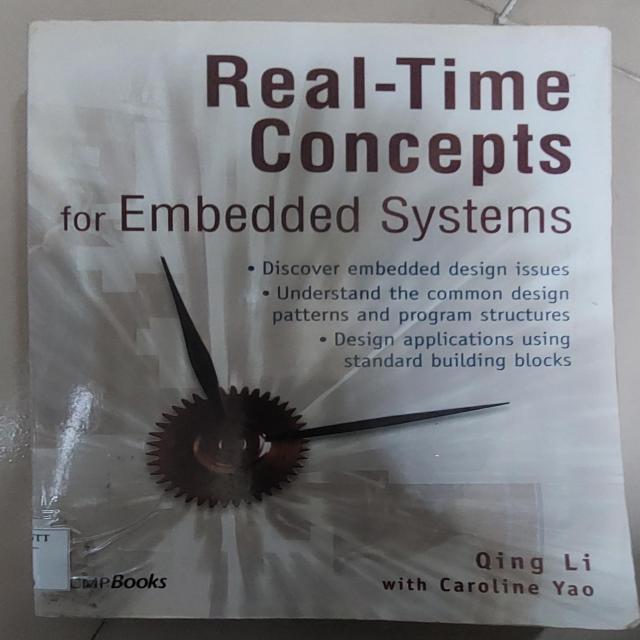 Real-Time
Concepts
for Embedded Systems
• Discover embedded design issues
• Understand the common design
patterns and program structures
• Design applications using
standard building blocks
Qing Li
with Caroline Yao
CMPBooks